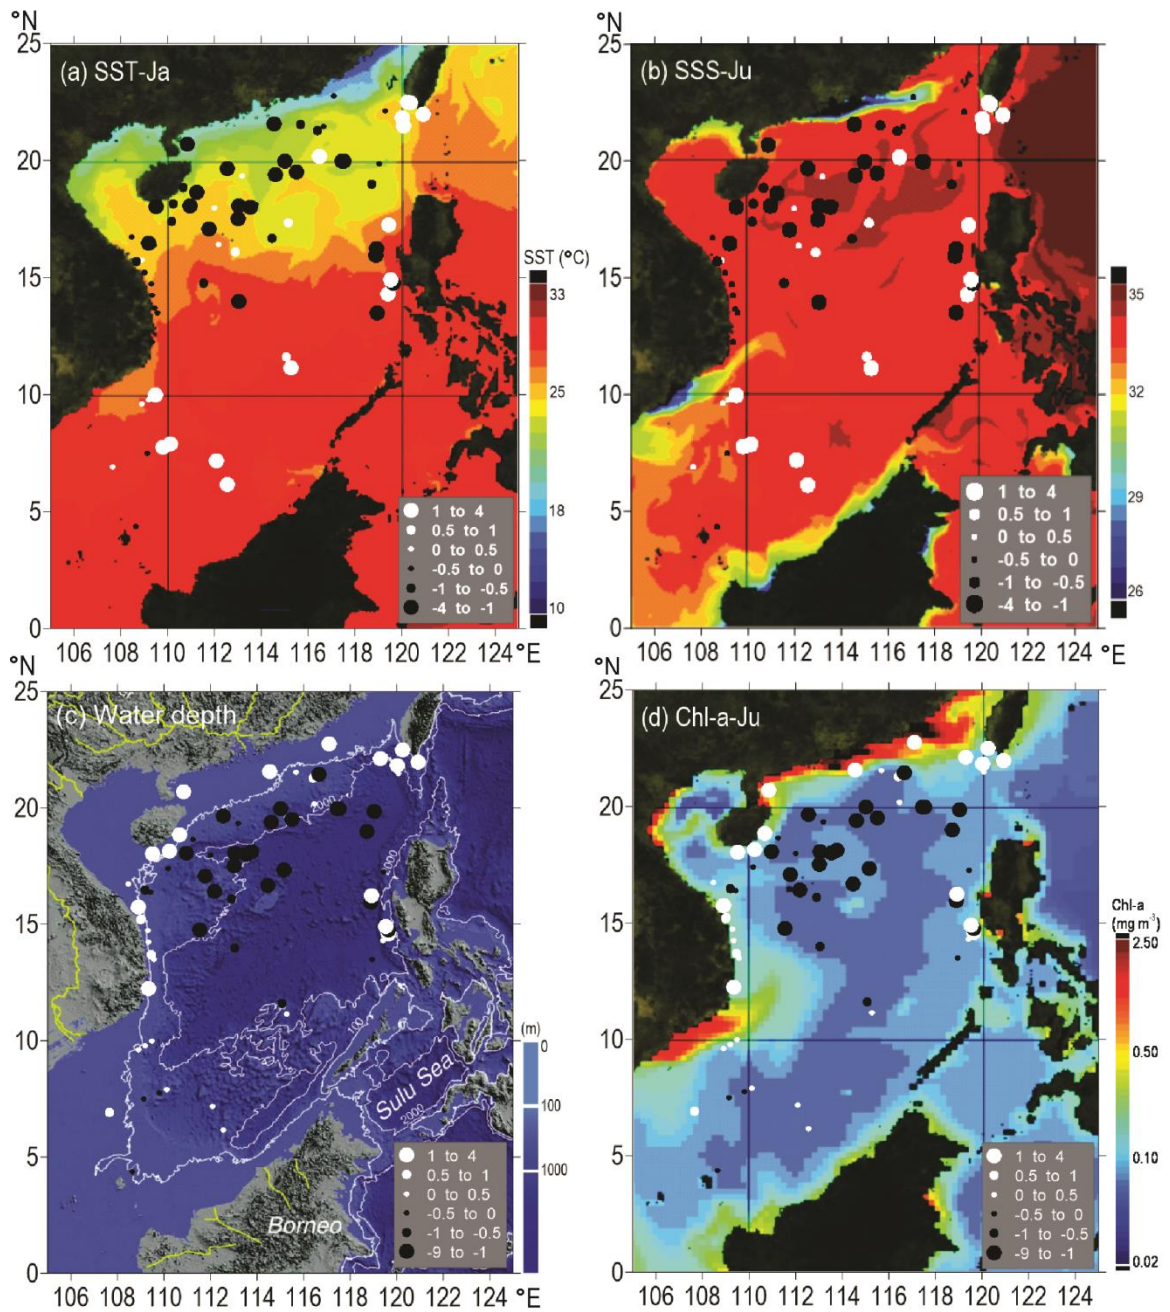 °N
25
(a) SST-Ja
20
15
SST (°C)
33
10
25
5
18
1 to 4
0.5 to 1
0 to 0.5
-0.5 to 0
-1 to -0.5
-4 to -1
10
0
106 108 110 112 114 116 118 120 122 124 °E
°N
25
(b) SSS-Ju
20
15
35
10
32
5
29
1 to 4
0.5 to 1
0 to 0.5
-0.5 to 0
-1 to -0.5
-4 to -1
26
0
106 108 110 112 114 116 118 120 122 124 °E
°N
25
(c) Water depth
20
15
10
(m)
0
Sulu Sea
100
5
1000
1 to 4
0.5 to 1
0 to 0.5
-0.5 to 0
-1 to -0.5
-9 to -1
Borneo
0
106 108 110 112 114 116 118 120 122 124
25
(d) Chl-a-Ju
20
15
Chl-a
(mg m⁻³)
2.50
10
0.50
5
0.10
1 to 4
0.5 to 1
0 to 0.5
-0.5 to 0
-1 to -0.5
-9 to -1
0.02
0
106 108 110 112 114 116 118 120 122 124